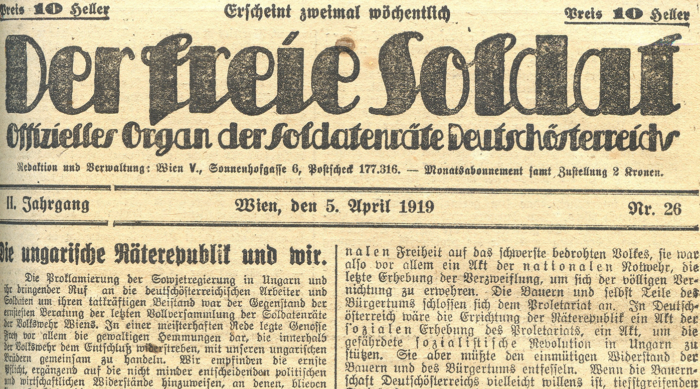 Preis 10 Heller
Erscheint zweimal wöchentlich
Preis 10 Heller
Der freie Soldat
Offizielles Organ der Soldatenräte Deutschösterreichs
Redaktion und Verwaltung: Wien V., Sonnenhofgasse 6, Postscheck 177.316. — Monatsabonnement samt Zustellung 2 Kronen.
II. Jahrgang
Wien, den 5. April 1919
Nr. 26
Die ungarische Räterepublik und wir.
Die Proklamierung der Sowjetregierung in Ungarn und
ihr dringender Ruf an die deutschösterreichischen Arbeiter und
Soldaten um ihren tatkräftigen Beistand war der Gegenstand der
ernstesten Beratung der letzten Vollversammlung der Soldatenräte
der Volkswehr Wiens. In einer meisterhaften Rede legte Genosse
vor allem die gewaltigen Hemmungen dar, die innerhalb
der Volkswehr dem Entschluß widerstreben, mit unseren ungarischen
Brüdern gemeinsam zu handeln. Wir empfinden die ernste
Pflicht, ergänzend auf die nicht minder entscheidenden politischen
und wirtschaftlichen Widerstände hinzuweisen, an denen, blieben
nalen Freiheit auf das schwerste bedrohten Volkes, sie war
also vor allem ein Akt der nationalen Notwehr, die
letzte Erhebung der Verzweiflung, um sich der völligen Ver-
nichtung zu erwehren. Die Bauern und selbst Teile des
Bürgertums schlossen sich dem Proletariat an. In Deutsch-
österreich wäre die Errichtung der Räterepublik ein Akt der
sozialen Erhebung des Proletariats, ein Akt, um die
gefährdete sozialistische Revolution in Ungarn zu
stützen. Sie aber müßte den einmütigen Widerstand der
Bauern und des Bürgertums entfesseln. Wenn die Bauern-
schaft Deutschösterreichs vielleicht willens ist, tiefstgreifende